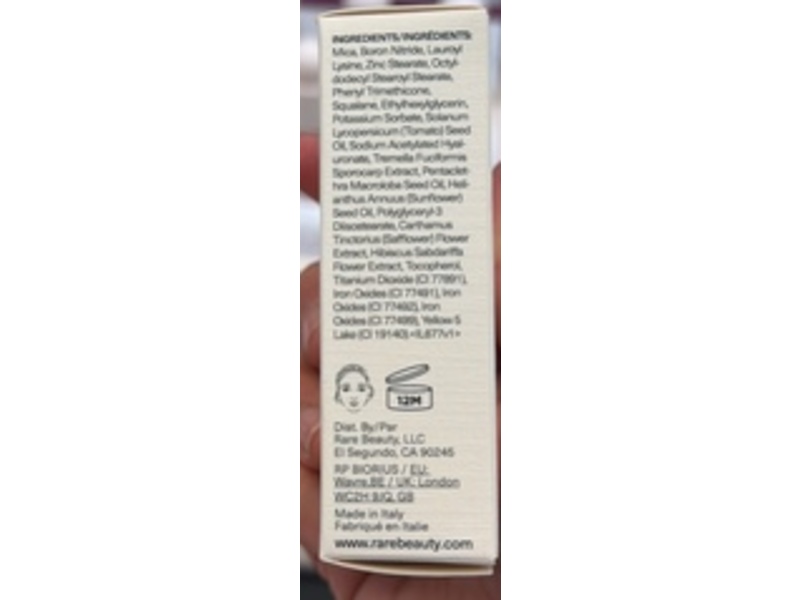 INGREDIENTS/INGRÉDIENTS:
Mica, Boron Nitride, Lauroyl
Lysine, Zinc Stearate, Octyl-
dodecyl Stearoyl Stearate,
Phenyl Trimethicone,
Squalane, Ethylhexylglycerin,
Potassium Sorbate, Solanum
Lycopersicum (Tomato) Seed
Oil, Sodium Acetylated Hyal-
uronate, Tremella Fuciformis
Sporocarp Extract, Pentaclet-
hra Macroloba Seed Oil, Heli-
anthus Annuus (Sunflower)
Seed Oil, Polyglyceryl-3
Diisostearate, Carthamus
Tinctorius (Safflower) Flower
Extract, Hibiscus Sabdariffa
Flower Extract, Tocopherol,
Titanium Dioxide (CI 77891),
Iron Oxides (CI 77491), Iron
Oxides (CI 77492), Iron
Oxides (CI 77499), Yellow 5
Lake (CI 19140).<IL677v1>
12M
Dist. By./Par
Rare Beauty, LLC
El Segundo, CA 90245
RP BIORIUS / EU:
Wavre.BE / UK: London
WC2H 9JQ, GB
Made in Italy
Fabriqué en Italie
www.rarebeauty.com